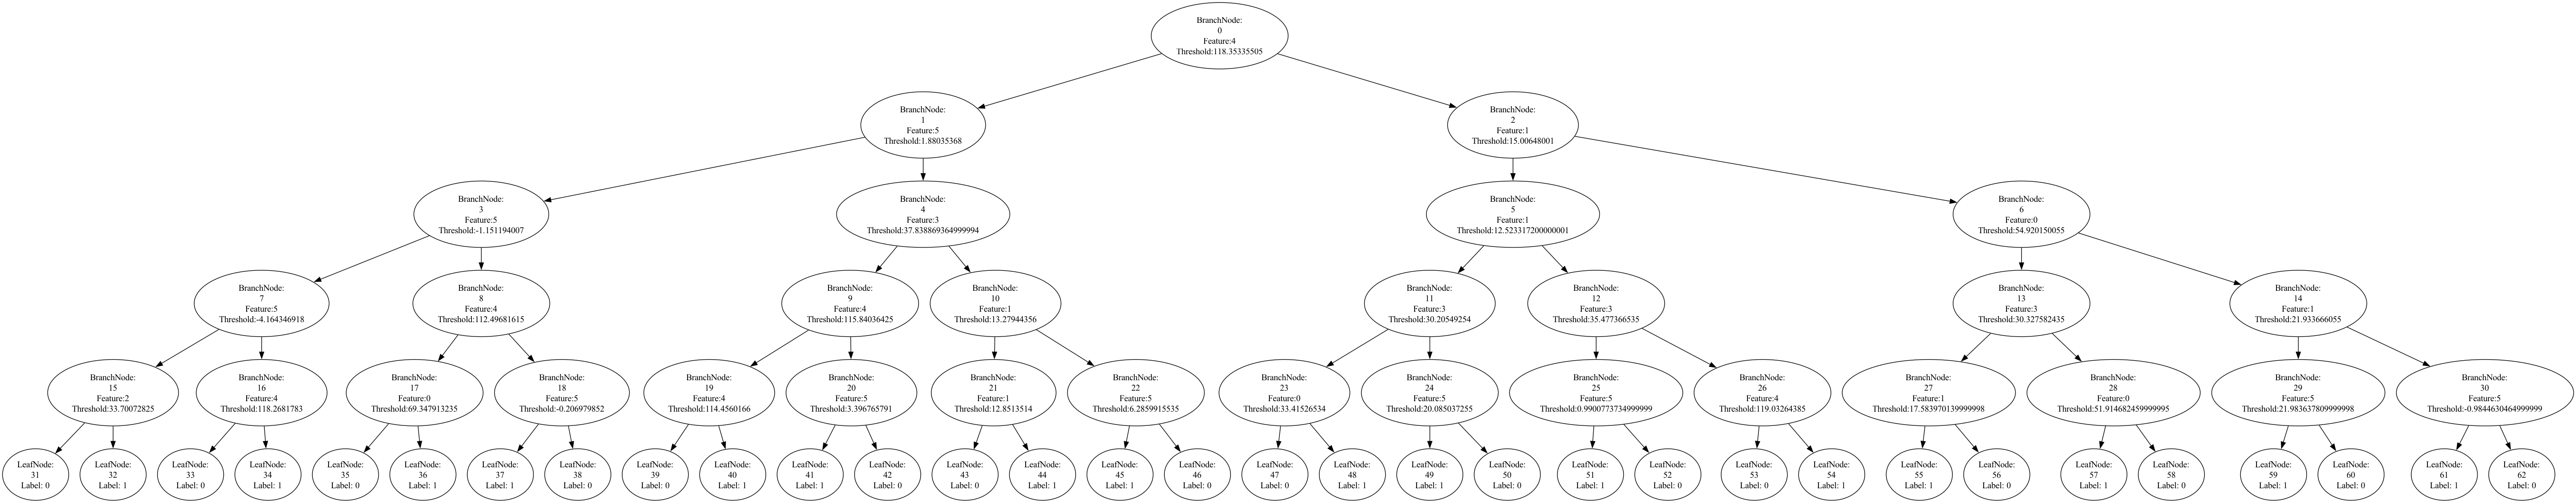 BranchNode:
0
Feature:4
Threshold:118.35335505
BranchNode:
1
Feature:5
Threshold:1.88035368
BranchNode:
2
Feature:1
Threshold:15.00648001
BranchNode:
3
Feature:5
Threshold:-1.151194007
BranchNode:
4
Feature:3
Threshold:37.838869364999994
BranchNode:
5
Feature:1
Threshold:12.523317200000001
BranchNode:
6
Feature:0
Threshold:54.920150055
BranchNode:
7
Feature:5
Threshold:-4.164346918
BranchNode:
8
Feature:4
Threshold:112.49681615
BranchNode:
9
Feature:4
Threshold:115.84036425
BranchNode:
10
Feature:1
Threshold:13.27944356
BranchNode:
11
Feature:3
Threshold:30.20549254
BranchNode:
12
Feature:3
Threshold:35.477366535
BranchNode:
13
Feature:3
Threshold:30.327582435
BranchNode:
14
Feature:1
Threshold:21.933666055
BranchNode:
15
Feature:2
Threshold:33.70072825
BranchNode:
16
Feature:4
Threshold:118.2681783
BranchNode:
17
Feature:0
Threshold:69.347913235
BranchNode:
18
Feature:5
Threshold:-0.206979852
BranchNode:
19
Feature:4
Threshold:114.4560166
BranchNode:
20
Feature:5
Threshold:3.396765791
BranchNode:
21
Feature:1
Threshold:12.8513514
BranchNode:
22
Feature:5
Threshold:6.2859915535
BranchNode:
23
Feature:0
Threshold:33.41526534
BranchNode:
24
Feature:5
Threshold:20.085037255
BranchNode:
25
Feature:5
Threshold:0.9900773734999999
BranchNode:
26
Feature:4
Threshold:119.03264385
BranchNode:
27
Feature:1
Threshold:17.583970139999998
BranchNode:
28
Feature:0
Threshold:51.914682459999995
BranchNode:
29
Feature:5
Threshold:21.983637809999998
BranchNode:
30
Feature:5
Threshold:-0.9844630464999999
LeafNode:
31
Label: 0
LeafNode:
32
Label: 1
LeafNode:
33
Label: 0
LeafNode:
34
Label: 1
LeafNode:
35
Label: 0
LeafNode:
36
Label: 1
LeafNode:
37
Label: 1
LeafNode:
38
Label: 0
LeafNode:
39
Label: 0
LeafNode:
40
Label: 1
LeafNode:
41
Label: 1
LeafNode:
42
Label: 0
LeafNode:
43
Label: 0
LeafNode:
44
Label: 1
LeafNode:
45
Label: 1
LeafNode:
46
Label: 0
LeafNode:
47
Label: 0
LeafNode:
48
Label: 1
LeafNode:
49
Label: 1
LeafNode:
50
Label: 0
LeafNode:
51
Label: 1
LeafNode:
52
Label: 0
LeafNode:
53
Label: 0
LeafNode:
54
Label: 1
LeafNode:
55
Label: 1
LeafNode:
56
Label: 0
LeafNode:
57
Label: 1
LeafNode:
58
Label: 0
LeafNode:
59
Label: 1
LeafNode:
60
Label: 0
LeafNode:
61
Label: 1
LeafNode:
62
Label: 0